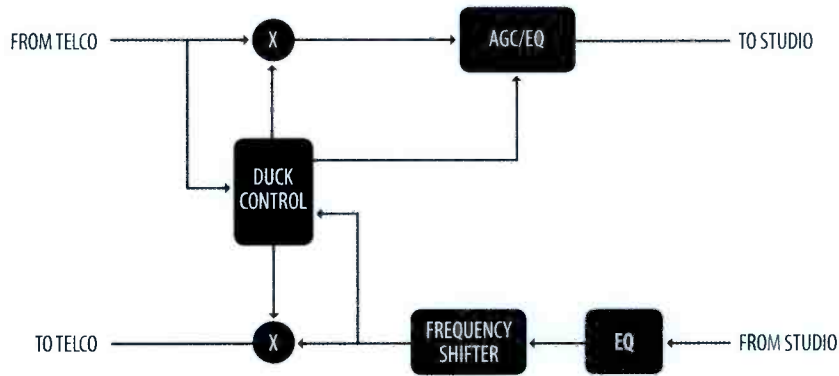 FROM TELCO
X
AGC/EQ
TO STUDIO
DUCK
CONTROL
TO TELCO
X
FREQUENCY
SHIFTER
EQ
FROM STUDIO